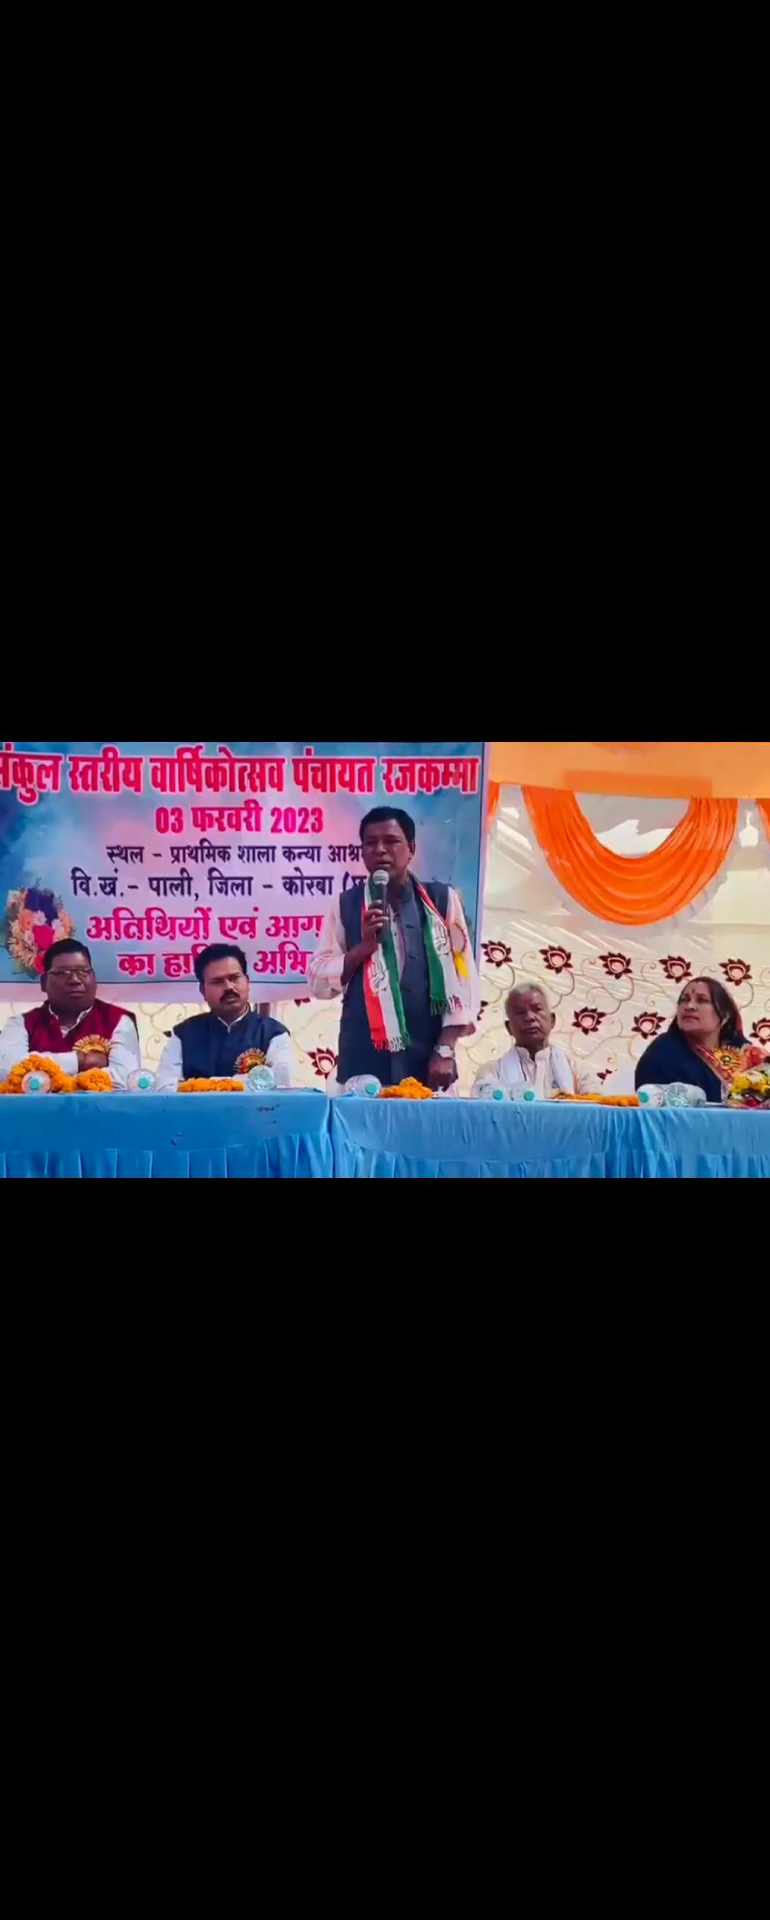 संकुल स्तरीय वार्षिकोत्सव पंचायत रजकम्मा
03 फरवरी 2023
स्थल - प्राथमिक शाला कन्या
वि.खं.- पाली, जिला - कोरबा
अतिथियों एवं
का